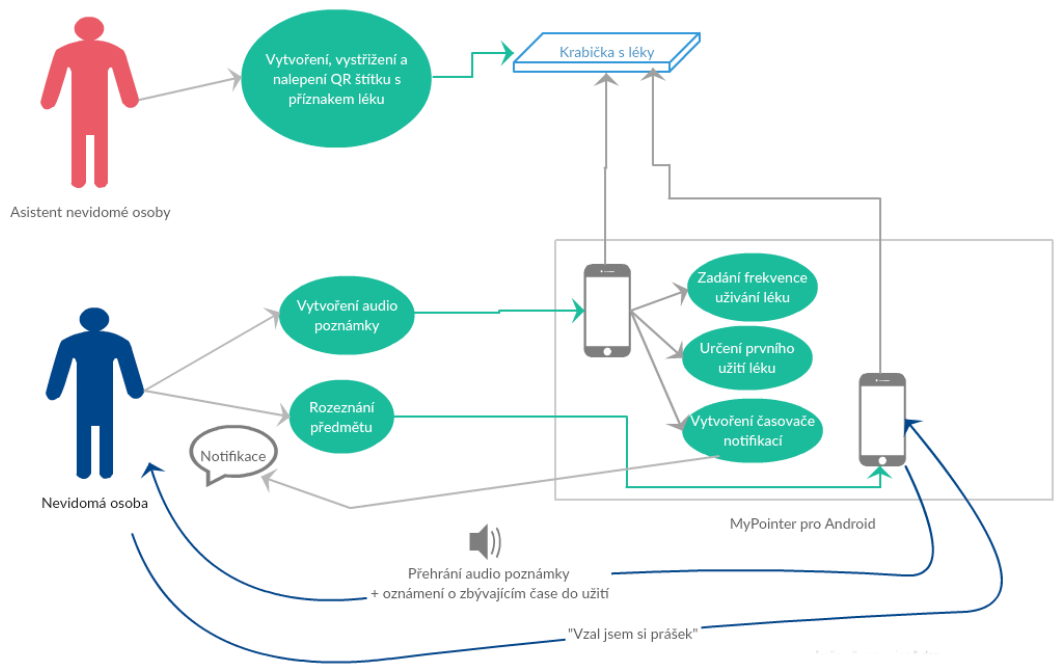 Vytvoření, vystřižení a
nalepení QR štítku s
příznakem léku
Krabička s léky
Asistent nevidomé osoby
Vytvoření audio
poznámky
Zadání frekvence
užívání léku
Určení prvního
užití léku
Rozeznání
předmětu
Vytvoření časovače
notifikací
Notifikace
Nevidomá osoba
MyPointer pro Android
Přehrání audio poznámky
+ oznámení o zbývajícím čase do užití
"Vzal jsem si prášek"